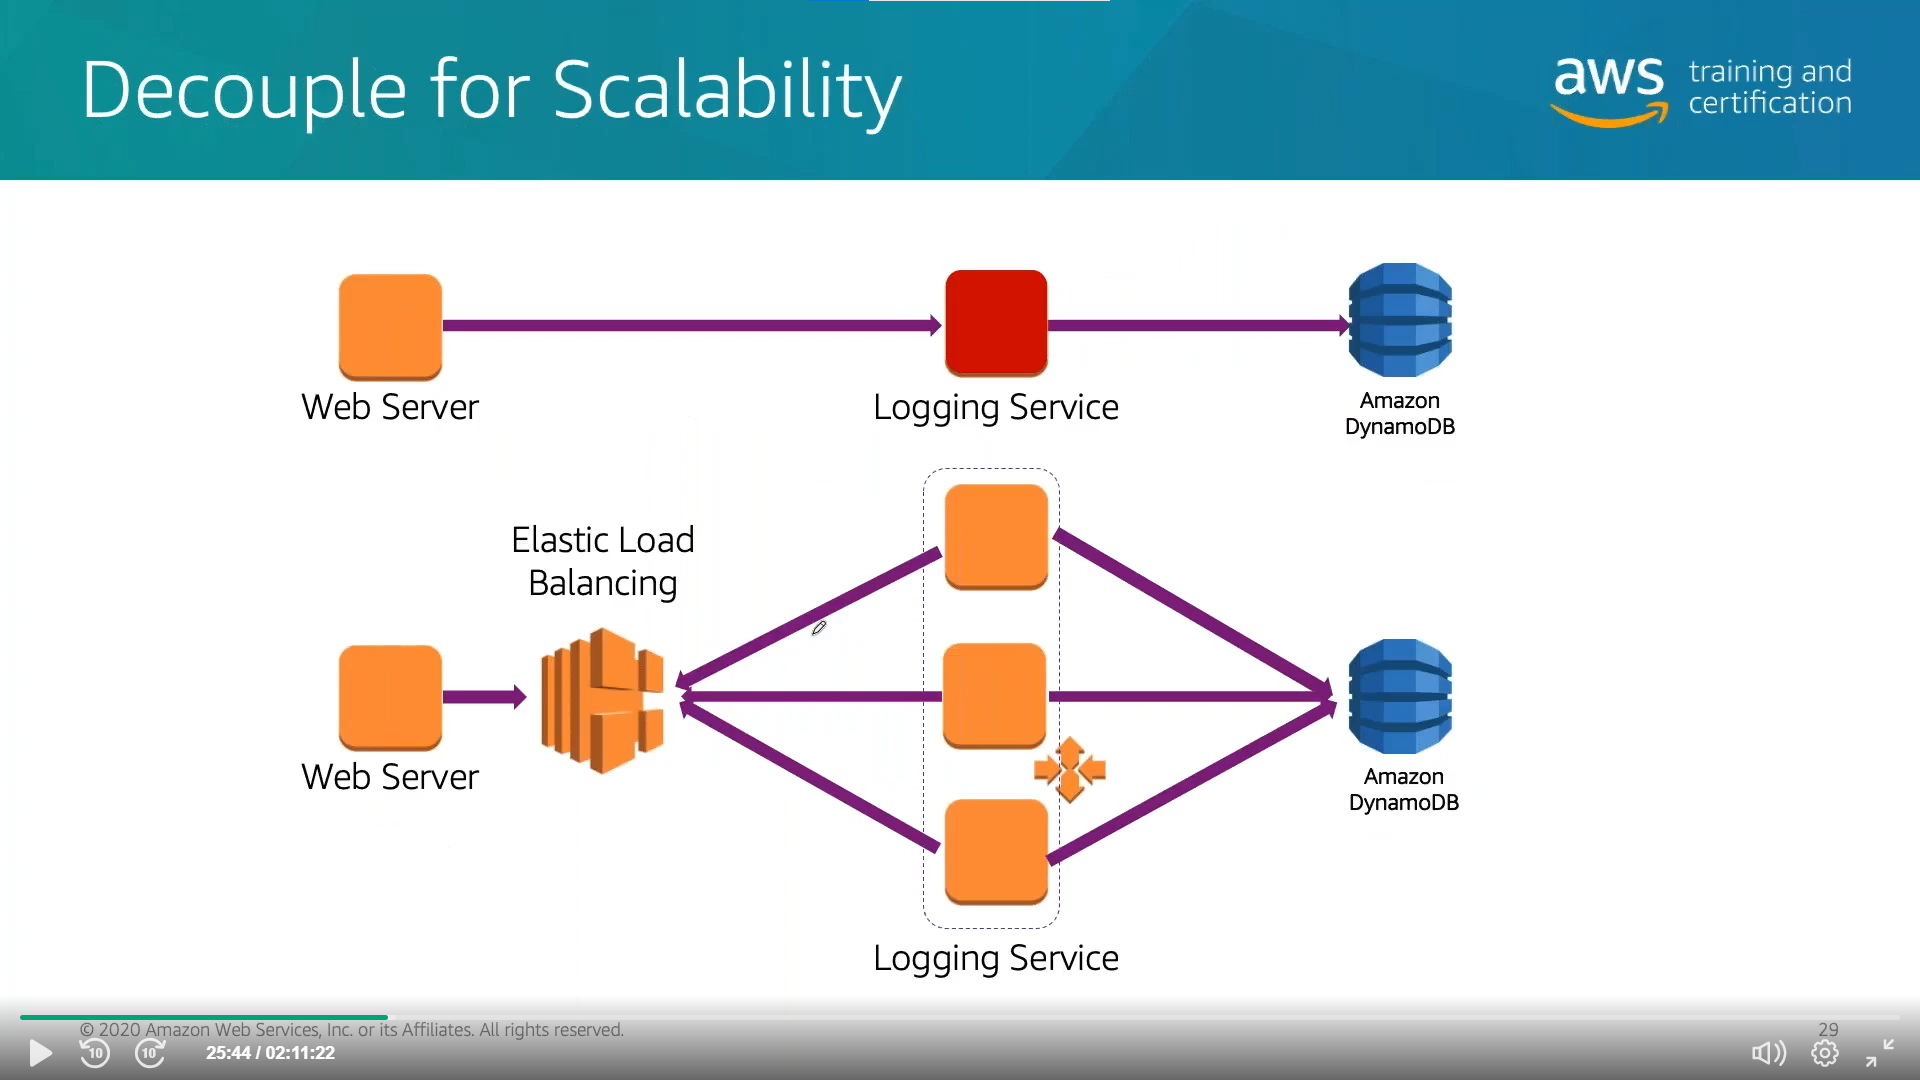 Decouple for Scalability
aws training and
certification
Web Server
Logging Service
Amazon
DynamoDB
Elastic Load
Balancing
Web Server
Amazon
DynamoDB
Logging Service
© 2020 Amazon Web Services, Inc. or its Affiliates. All rights reserved.
29
10
10
25:44 / 02:11:22